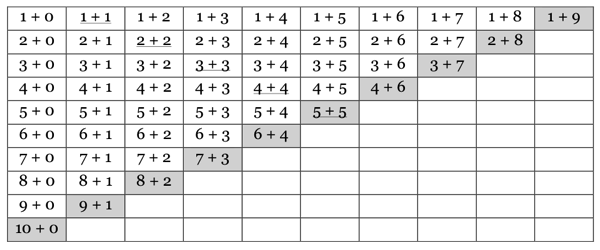 1 + 0 1 + 1 1 + 2 1 + 3 1 + 4 1 + 5 1 + 6 1 + 7 1 + 8 1 + 9
2 + 0 2 + 1 2 + 2 2 + 3 2 + 4 2 + 5 2 + 6 2 + 7 2 + 8
3 + 0 3 + 1 3 + 2 3 + 3 3 + 4 3 + 5 3 + 6 3 + 7
4 + 0 4 + 1 4 + 2 4 + 3 4 + 4 4 + 5 4 + 6
5 + 0 5 + 1 5 + 2 5 + 3 5 + 4 5 + 5
6 + 0 6 + 1 6 + 2 6 + 3 6 + 4
7 + 0 7 + 1 7 + 2 7 + 3
8 + 0 8 + 1 8 + 2
9 + 0 9 + 1
10 + 0